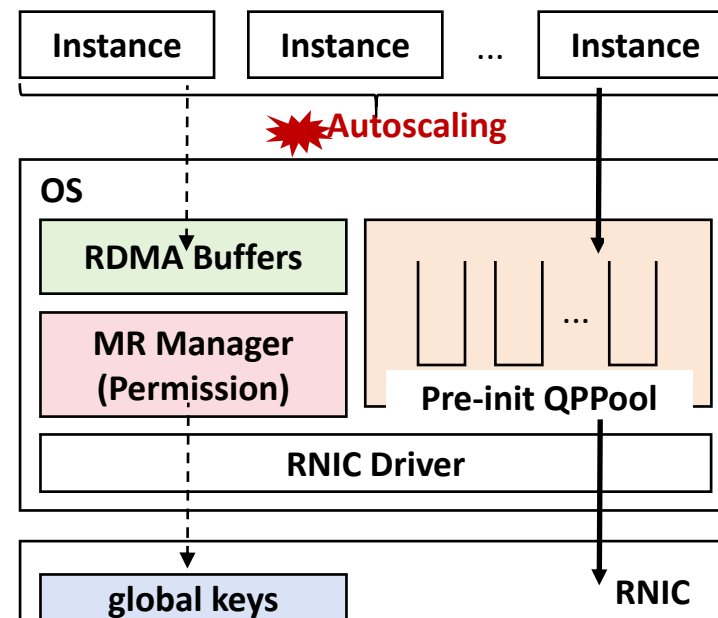 Instance Instance ... Instance
Autoscaling
OS
RDMA Buffers
...
MR Manager
(Permission)
Pre-init QPPool
RNIC Driver
RNIC
global keys